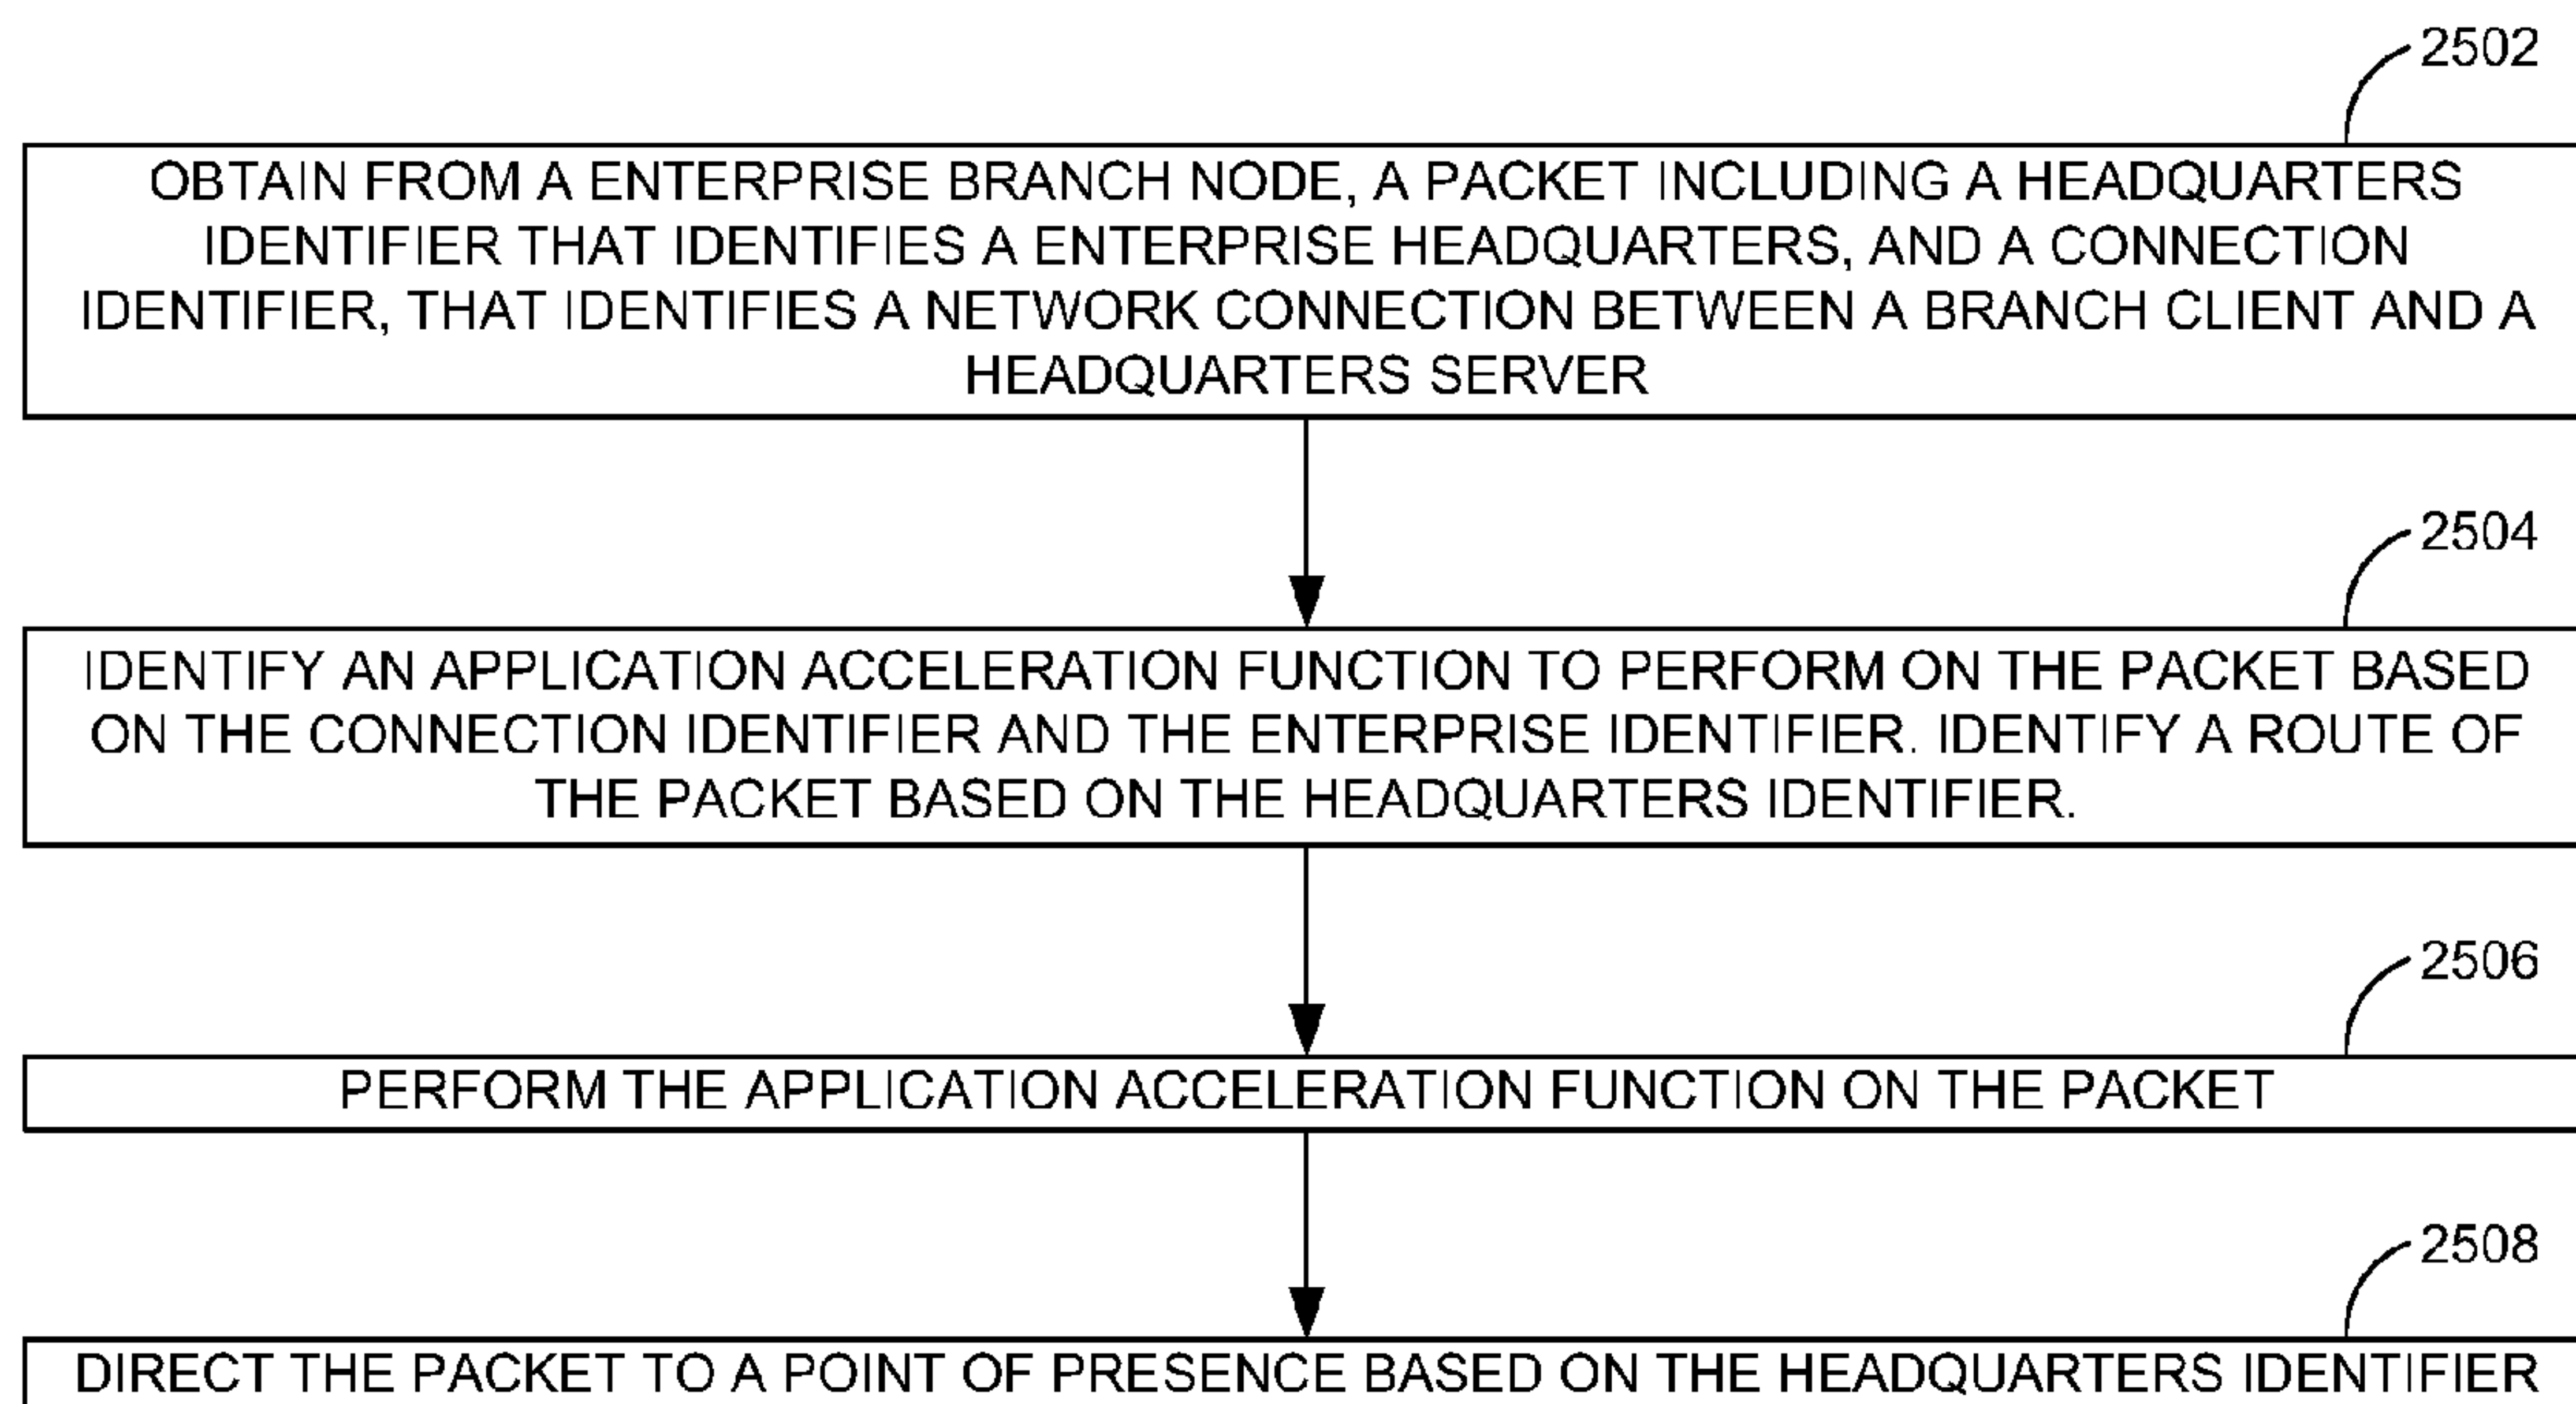 2502
OBTAIN FROM A ENTERPRISE BRANCH NODE, A PACKET INCLUDING A HEADQUARTERS
IDENTIFIER THAT IDENTIFIES A ENTERPRISE HEADQUARTERS, AND A CONNECTION
IDENTIFIER, THAT IDENTIFIES A NETWORK CONNECTION BETWEEN A BRANCH CLIENT AND A
HEADQUARTERS SERVER
2504
IDENTIFY AN APPLICATION ACCELERATION FUNCTION TO PERFORM ON THE PACKET BASED
ON THE CONNECTION IDENTIFIER AND THE ENTERPRISE IDENTIFIER. IDENTIFY A ROUTE OF
THE PACKET BASED ON THE HEADQUARTERS IDENTIFIER.
2506
PERFORM THE APPLICATION ACCELERATION FUNCTION ON THE PACKET
2508
DIRECT THE PACKET TO A POINT OF PRESENCE BASED ON THE HEADQUARTERS IDENTIFIER